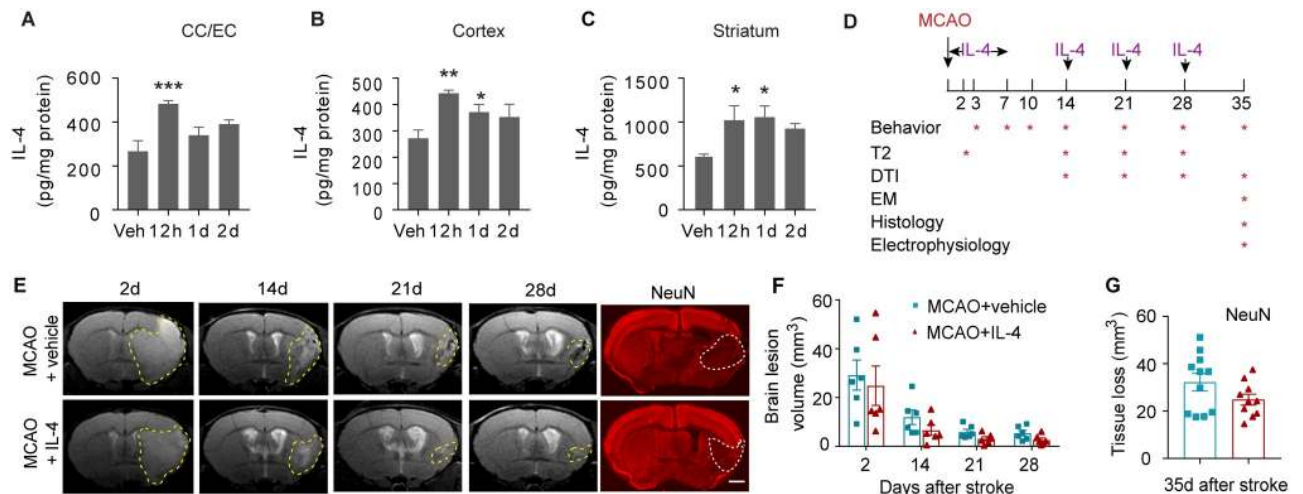 A CC/EC
IL-4
(pg/mg protein)
600
400
200
0
***
Veh 12h 1d 2d
B Cortex
IL-4
(pg/mg protein)
500
400
300
200
100
0
**
*
Veh 12h 1d 2d
C Striatum
IL-4
(pg/mg protein)
1500
1000
500
0
* *
Veh 12h 1d 2d
D MCAO
IL-4 IL-4 IL-4 IL-4
2 3 7 10 14 21 28 35
Behavior * * * * * * *
T2 * * * *
DTI * * * *
EM *
Histology *
Electrophysiology *
E 2d 14d 21d 28d NeuN
MCAO
+ vehicle
MCAO
+ IL-4
F
MCAO+vehicle
MCAO+IL-4
Brain lesion
volume (mm³)
60
40
20
0
2 14 21 28
Days after stroke
G NeuN
Tissue loss (mm³)
60
40
20
0
35d after stroke